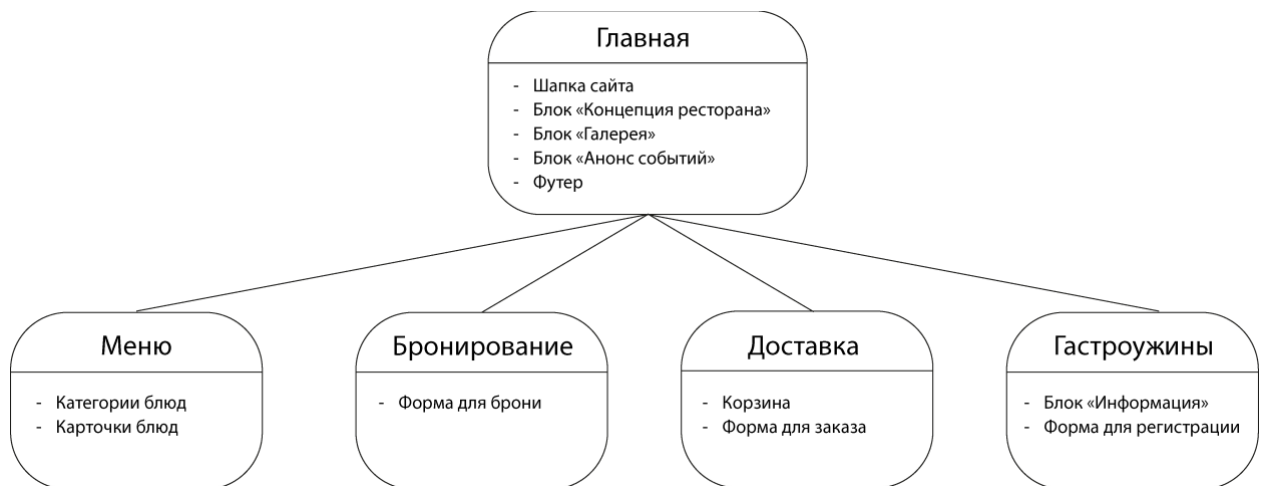 Главная
- Шапка сайта
- Блок «Концепция ресторана»
- Блок «Галерея»
- Блок «Анонс событий»
- Футер
Меню
- Категории блюд
- Карточки блюд
Бронирование
- Форма для брони
Доставка
- Корзина
- Форма для заказа
Гастроужины
- Блок «Информация»
- Форма для регистрации